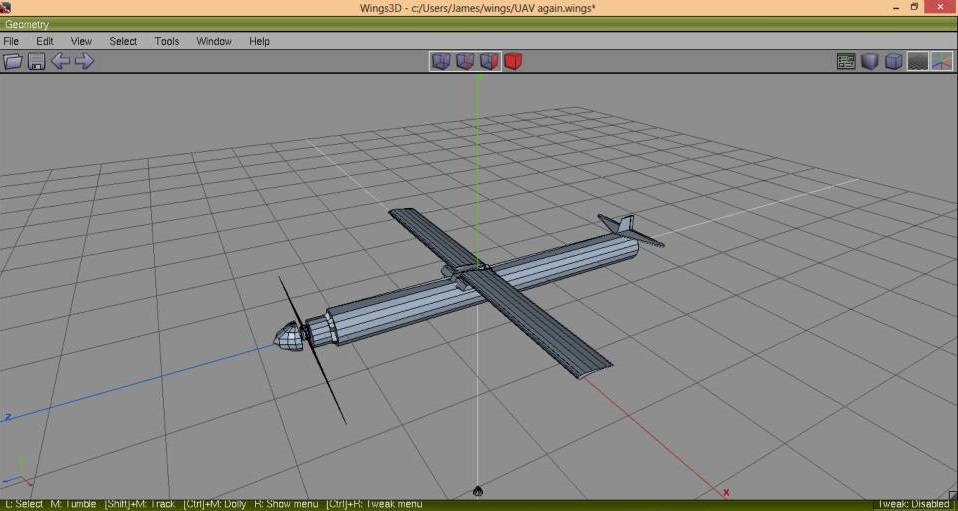 Wings3D - c:/Users/James/wings/UAV again.wings*
Geometry
File Edit View Select Tools Window Help
Z
X
L: Select M: Tumble [Shift]+M: Track [Ctrl]+M: Dolly R: Show menu [Ctrl]+R: Tweak menu Tweak: Disabled